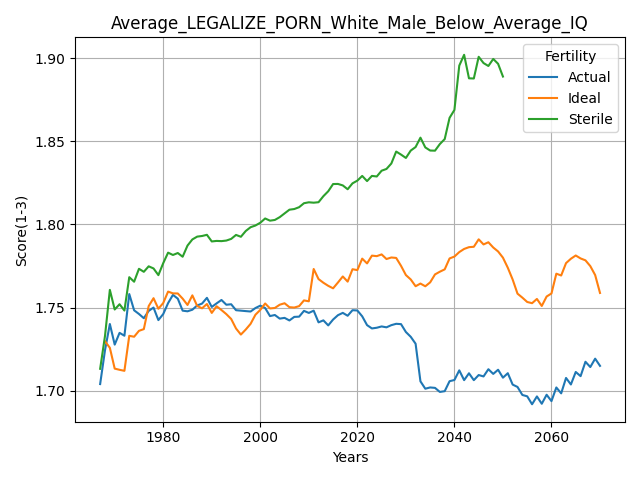 Average_LEGALIZE_PORN_White_Male_Below_Average_IQ
Fertility
Actual
Ideal
Sterile
Score(1-3)
1.90
1.85
1.80
1.75
1.70
1980
2000
2020
2040
2060
Years